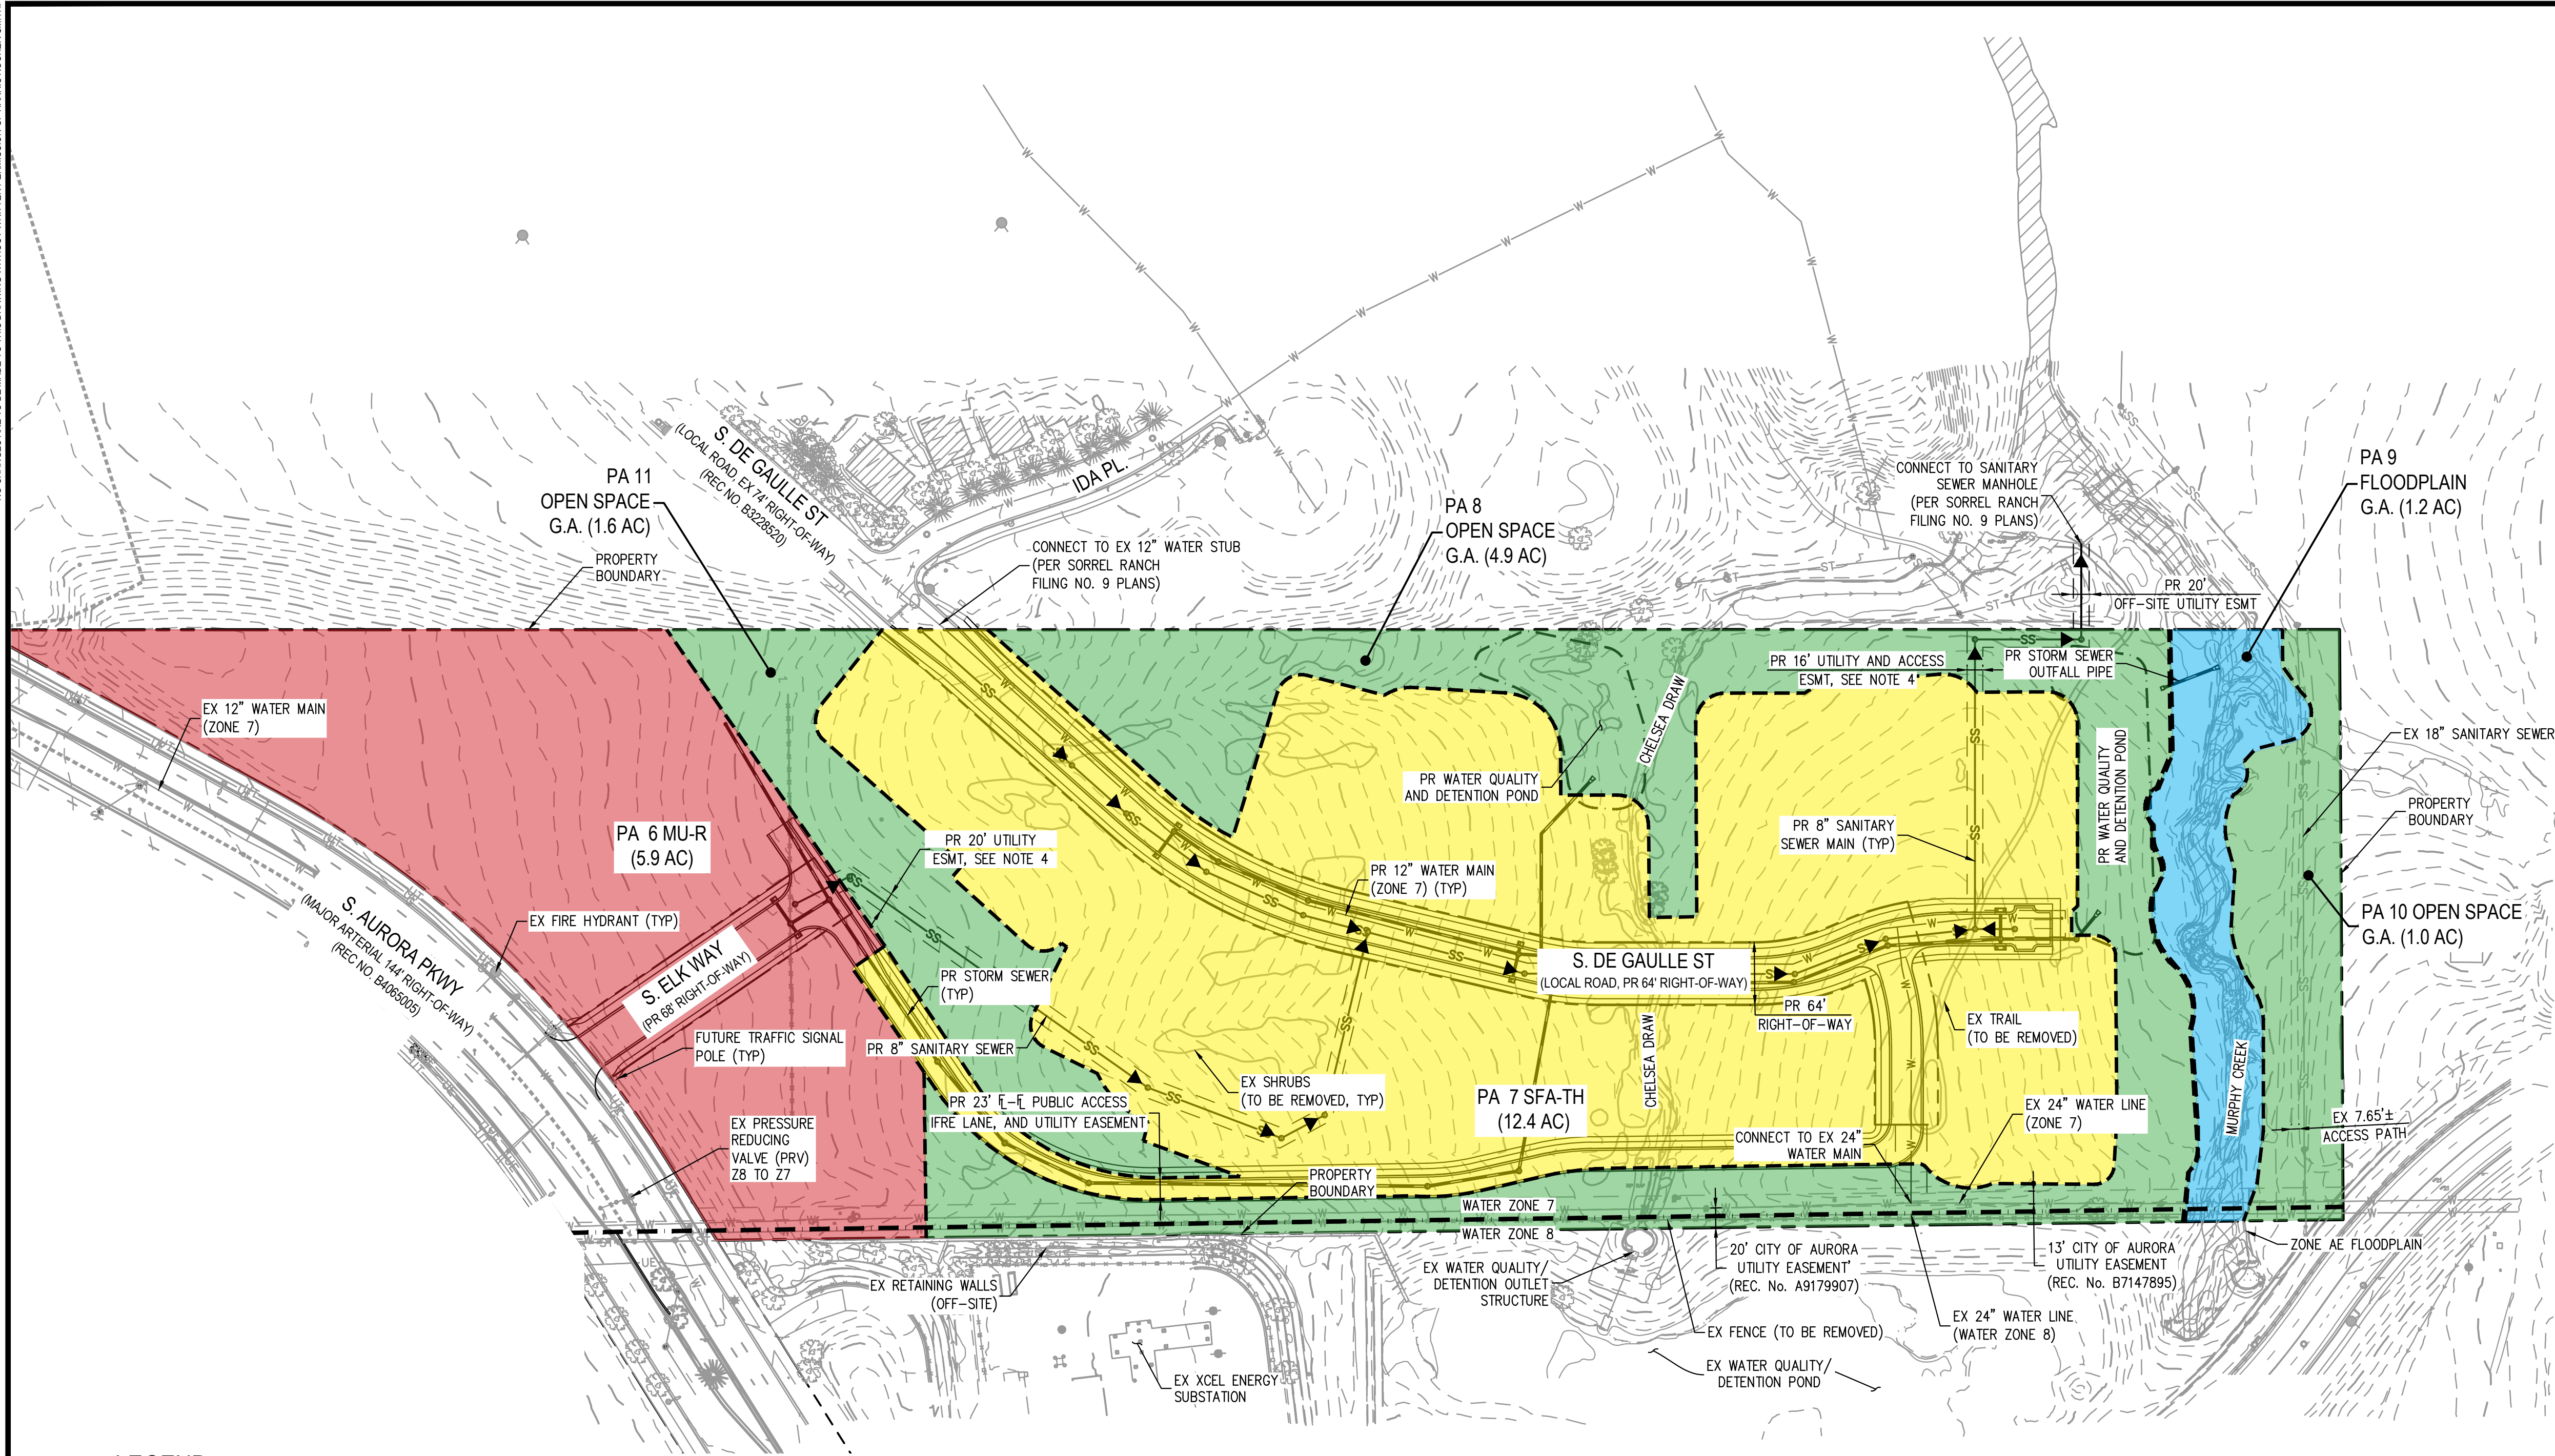 S. DE GAULLE ST
(LOCAL ROAD, EX 74' RIGHT-OF-WAY)
(REC NO. B3228520)
IDA PL.
PA 11
OPEN SPACE
G.A. (1.6 AC)
PROPERTY
BOUNDARY
CONNECT TO EX 12" WATER STUB
(PER SORREL RANCH
FILING NO. 9 PLANS)
PA 8
OPEN SPACE
G.A. (4.9 AC)
CONNECT TO SANITARY
SEWER MANHOLE
(PER SORREL RANCH
FILING NO. 9 PLANS)
PA 9
FLOODPLAIN
G.A. (1.2 AC)
PR 20'
OFF-SITE UTILITY ESMT
PR 16' UTILITY AND ACCESS
ESMT, SEE NOTE 4
PR STORM SEWER
OUTFALL PIPE
EX 12" WATER MAIN
(ZONE 7)
CHELSEA DRAW
PR WATER QUALITY
AND DETENTION POND
PR WATER QUALITY
AND DETENTION POND
EX 18" SANITARY SEWER
PROPERTY
BOUNDARY
PA 6 MU-R
(5.9 AC)
PR 20' UTILITY
ESMT, SEE NOTE 4
PR 8" SANITARY
SEWER MAIN (TYP)
PR 12" WATER MAIN
(ZONE 7) (TYP)
S. AURORA PKWY
(MAJOR ARTERIAL 144' RIGHT-OF-WAY)
(REC NO. B4065005)
EX FIRE HYDRANT (TYP)
S. ELK WAY
(PR 68' RIGHT-OF-WAY)
PA 10 OPEN SPACE
G.A. (1.0 AC)
S. DE GAULLE ST
(LOCAL ROAD, PR 64' RIGHT-OF-WAY)
PR STORM SEWER
(TYP)
PR 64'
RIGHT-OF-WAY
EX TRAIL
(TO BE REMOVED)
FUTURE TRAFFIC SIGNAL
POLE (TYP)
PR 8" SANITARY SEWER
CHELSEA DRAW
MURPHY CREEK
EX SHRUBS
(TO BE REMOVED, TYP)
PA 7 SFA-TH
(12.4 AC)
PR 23' FL-FL PUBLIC ACCESS
IFRE LANE, AND UTILITY EASEMENT
EX 24" WATER LINE
(ZONE 7)
EX 7.65'±
ACCESS PATH
EX PRESSURE
REDUCING
VALVE (PRV)
Z8 TO Z7
CONNECT TO EX 24"
WATER MAIN
PROPERTY
BOUNDARY
WATER ZONE 7
WATER ZONE 8
EX RETAINING WALLS
(OFF-SITE)
EX WATER QUALITY/
DETENTION OUTLET
STRUCTURE
20' CITY OF AURORA
UTILITY EASEMENT'
(REC. No. A9179907)
13' CITY OF AURORA
UTILITY EASEMENT
(REC. No. B7147895)
ZONE AE FLOODPLAIN
EX FENCE (TO BE REMOVED)
EX 24" WATER LINE
(WATER ZONE 8)
EX WATER QUALITY/
DETENTION POND
EX XCEL ENERGY
SUBSTATION